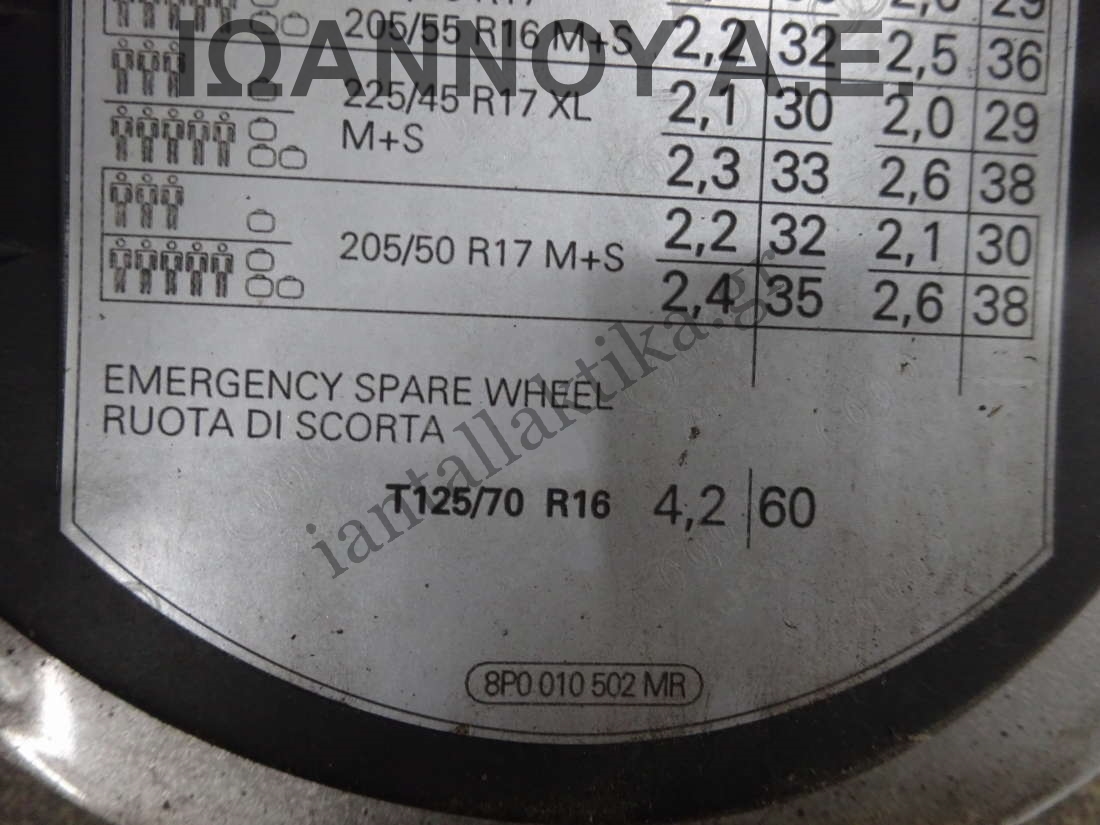 205/55 R16 M+S 2,2 32 2,5 36
ΙΩΑΝΝΟΥ Α.Ε.
225/45 R17 XL 2,1 30 2,0 29
M+S 2,3 33 2,6 38
205/50 R17 M+S 2,2 32 2,1 30
2,4 35 2,6 38
iantallaktika.gr
EMERGENCY SPARE WHEEL
RUOTA DI SCORTA
T125/70 R16 4,2 60
8P0 010 502 MR